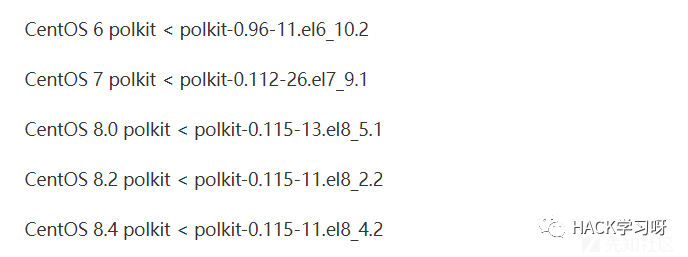 CentOS 6 polkit < polkit-0.96-11.el6_10.2
CentOS 7 polkit < polkit-0.112-26.el7_9.1
CentOS 8.0 polkit < polkit-0.115-13.el8_5.1
CentOS 8.2 polkit < polkit-0.115-11.el8_2.2
CentOS 8.4 polkit < polkit-0.115-11.el8_4.2
HACK学习呀
先知社区